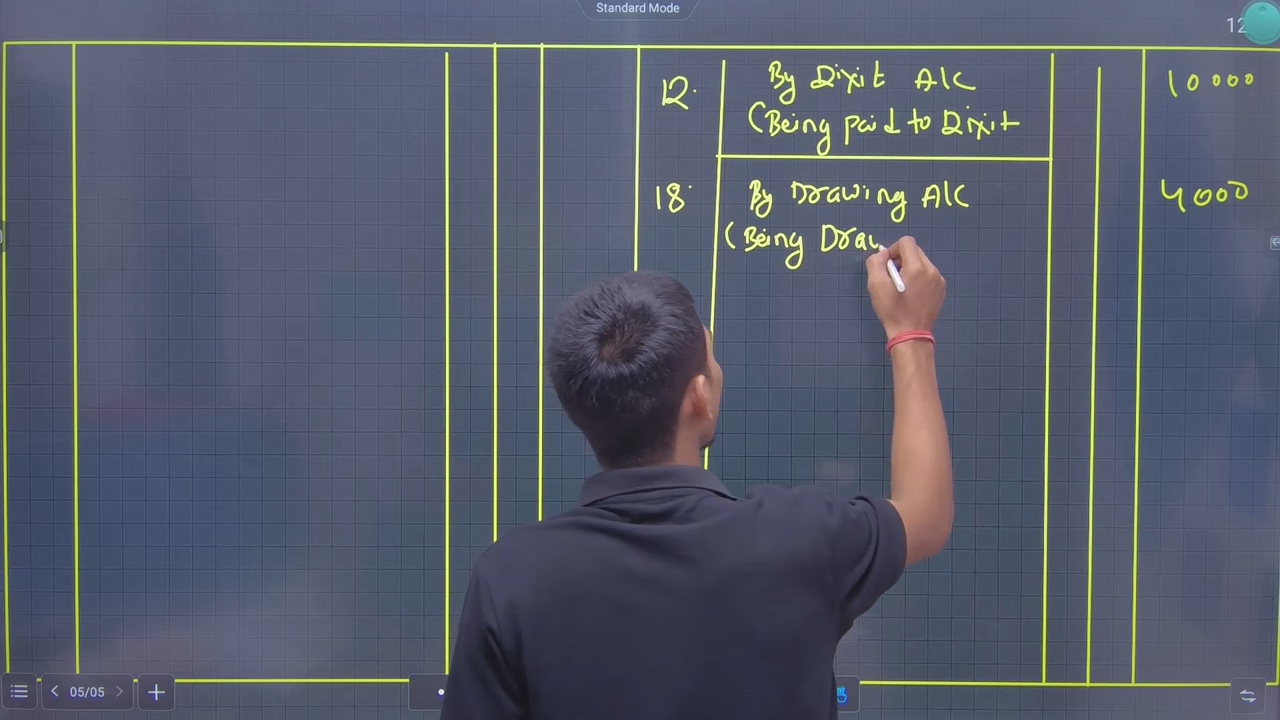 Standard Mode
12
12. By Dixit A/C 10000
(Being paid to Dixit
18. By Drawing A/C 4000
(Being Draw
05/05